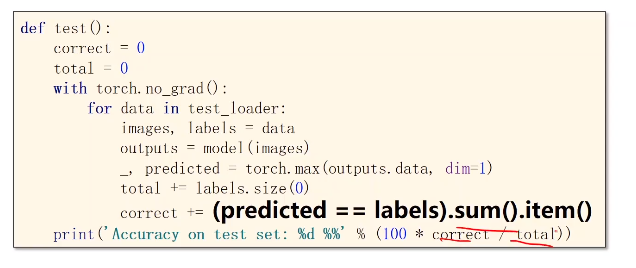 def test():
correct = 0
total = 0
with torch.no_grad():
for data in test_loader:
images, labels = data
outputs = model(images)
_, predicted = torch.max(outputs.data, dim=1)
total += labels.size(0)
correct += (predicted == labels).sum().item()
print('Accuracy on test set: %d %%' % (100 * correct / total))